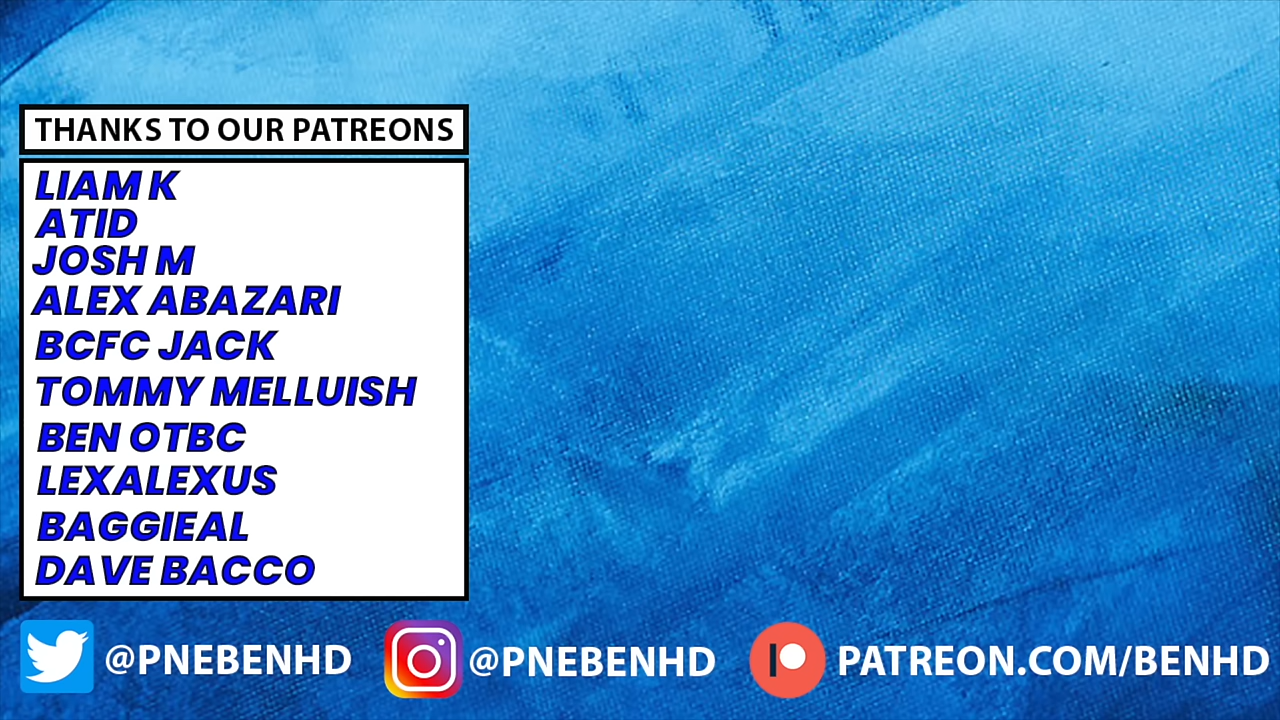 THANKS TO OUR PATREONS
LIAM K
ATID
JOSH M
ALEX ABAZARI
BCFC JACK
TOMMY MELLUISH
BEN OTBC
LEXALEXUS
BAGGIEAL
DAVE BACCO
@PNEBENHD @PNEBENHD PATREON.COM/BENHD